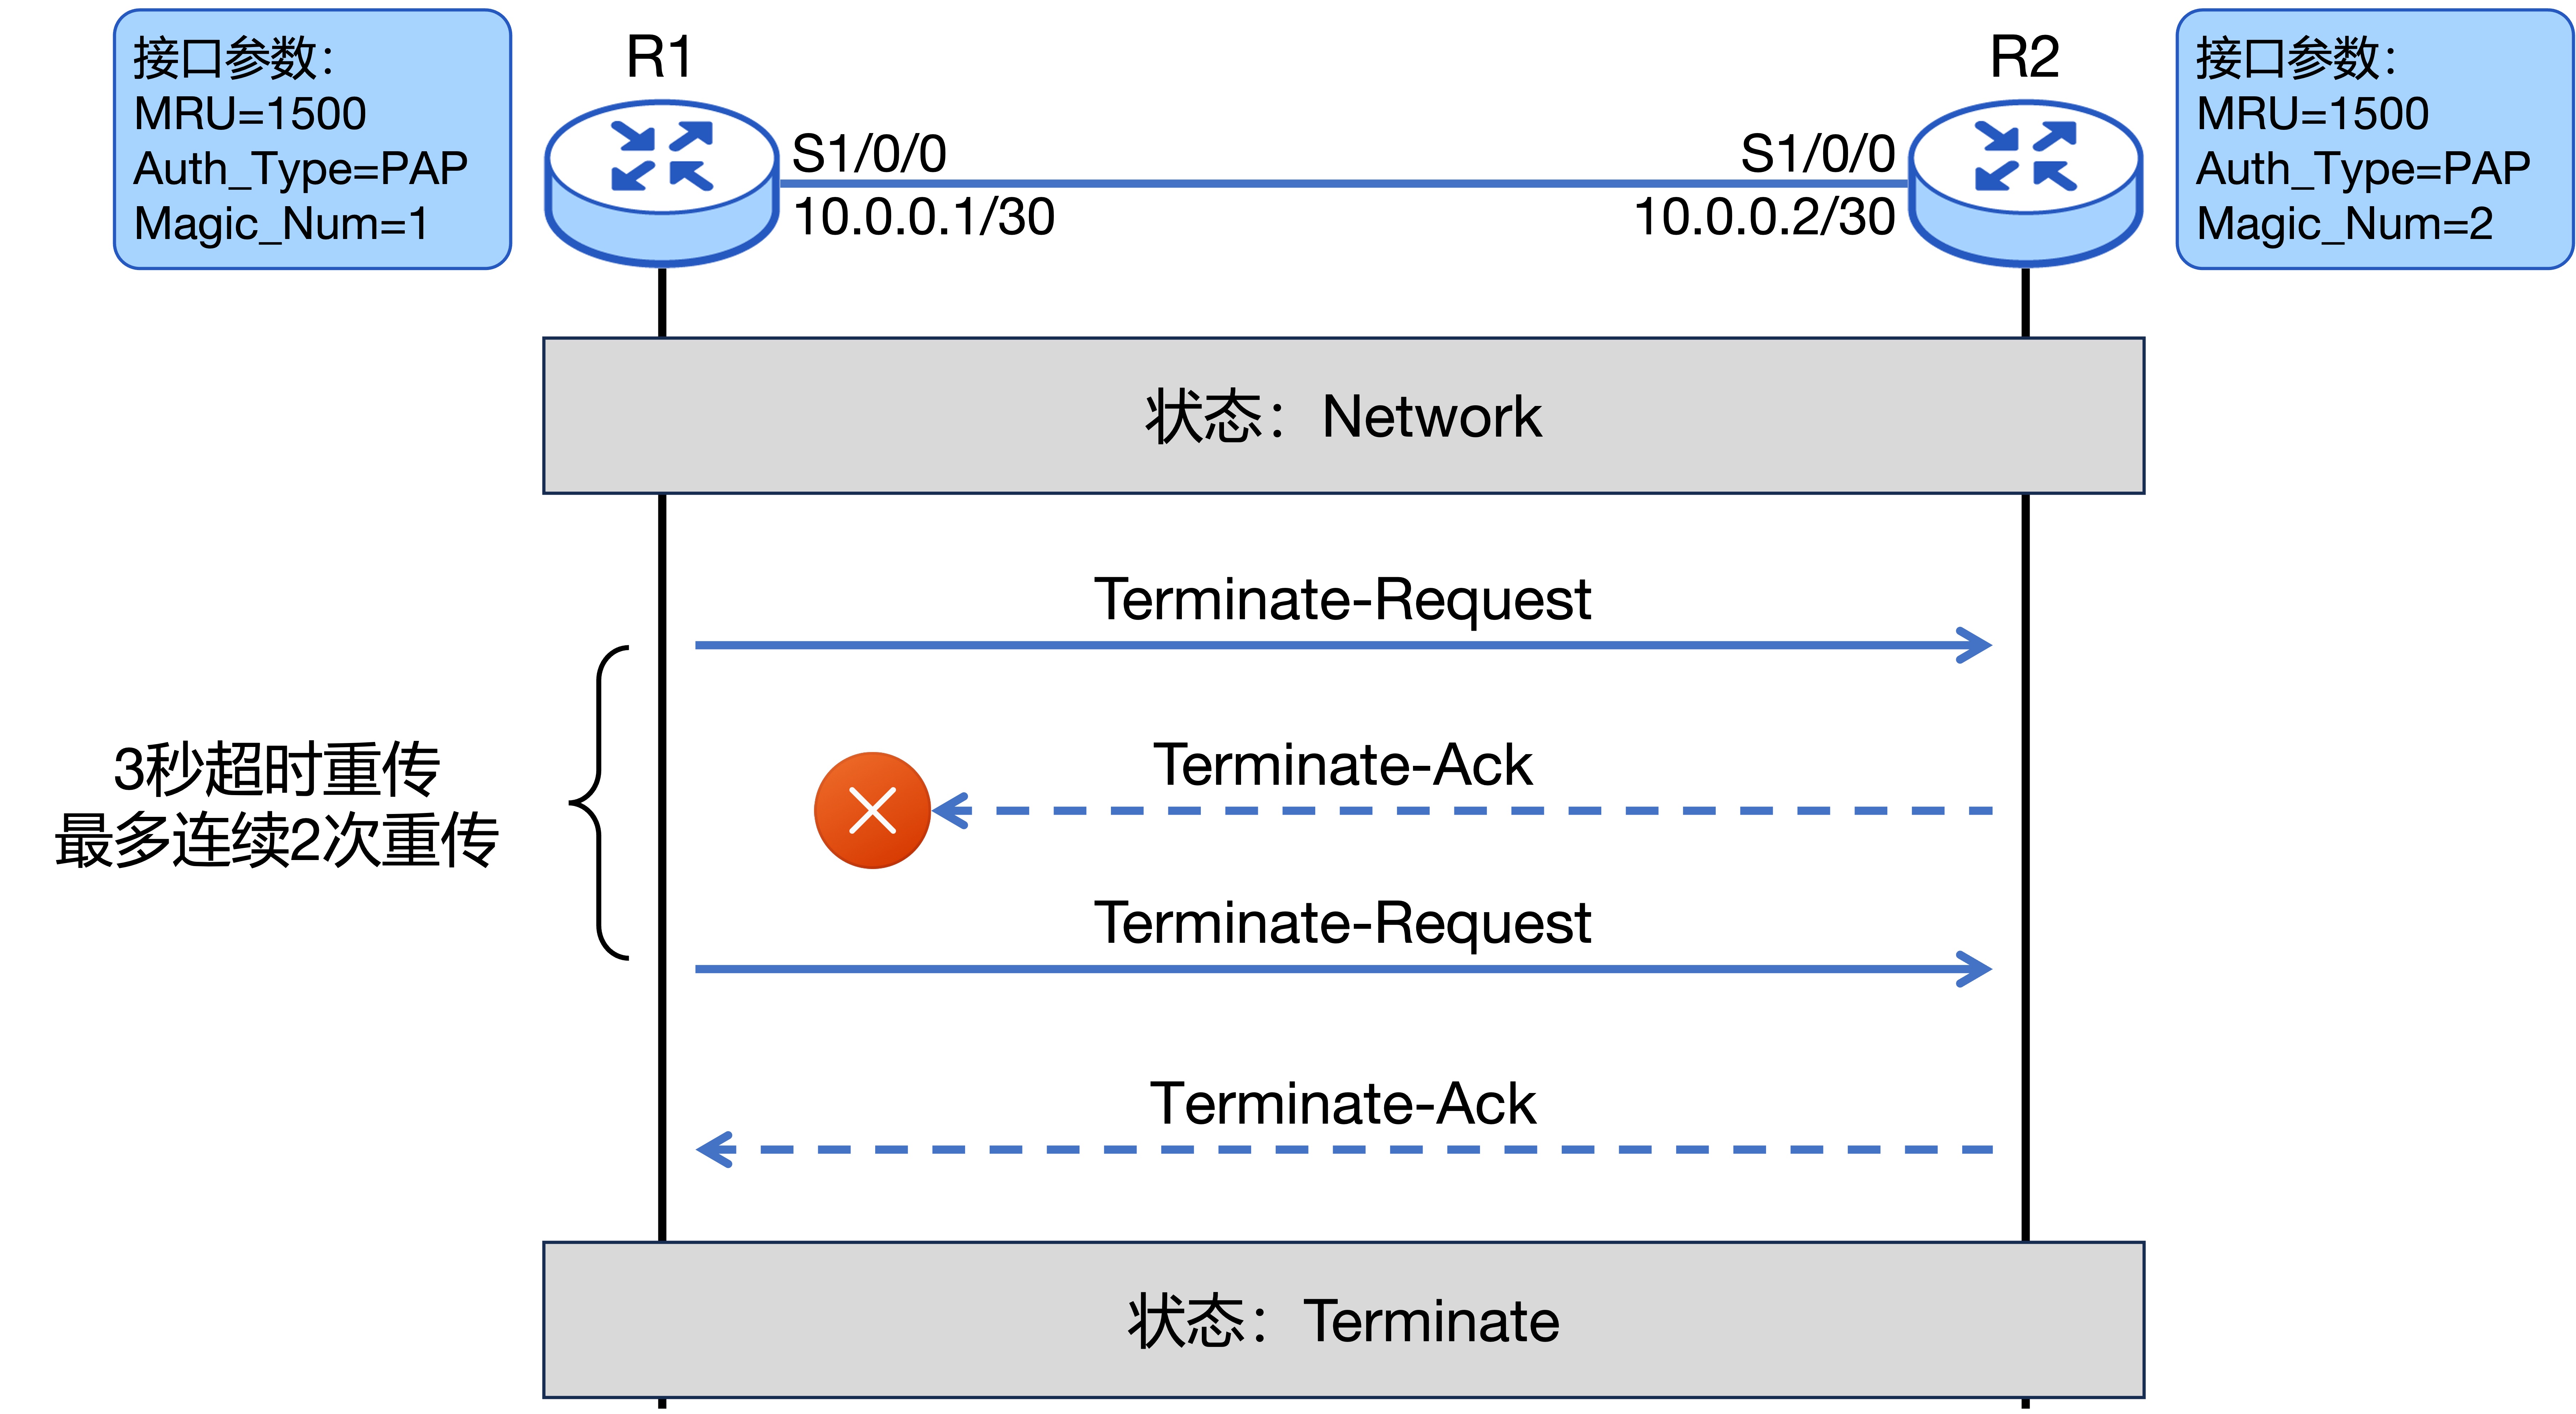 接口参数：
MRU=1500
Auth_Type=PAP
Magic_Num=1
R1
S1/0/0
10.0.0.1/30
R2
S1/0/0
10.0.0.2/30
接口参数：
MRU=1500
Auth_Type=PAP
Magic_Num=2
状态：Network
Terminate-Request
3秒超时重传
最多连续2次重传
Terminate-Ack
Terminate-Request
Terminate-Ack
状态：Terminate